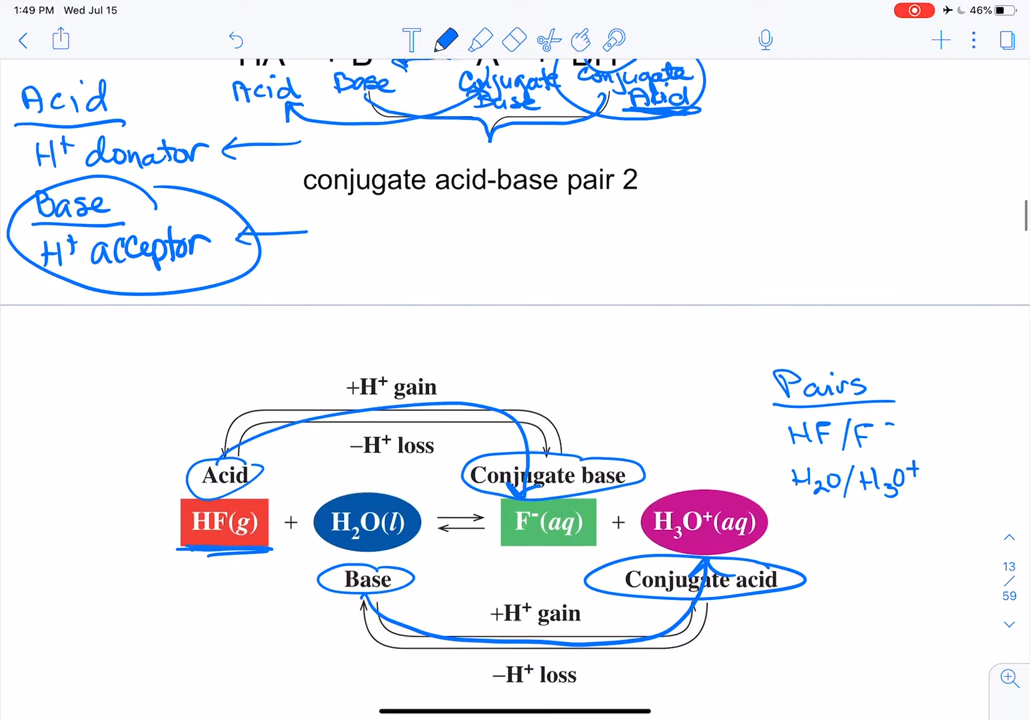 1:49 PM Wed Jul 15
46%
T
HA + B A + BH
Acid Base Conjugate Base Conjugate Acid
Acid
H⁺ donator
Base
H⁺ acceptor
conjugate acid-base pair 2
+H⁺ gain
−H⁺ loss
Acid Conjugate base
HF(g) + H₂O(l) ⇌ F⁻(aq) + H₃O⁺(aq)
Base Conjugate acid
+H⁺ gain
−H⁺ loss
Pairs
HF/F⁻
H₂O/H₃O⁺
13
/
59